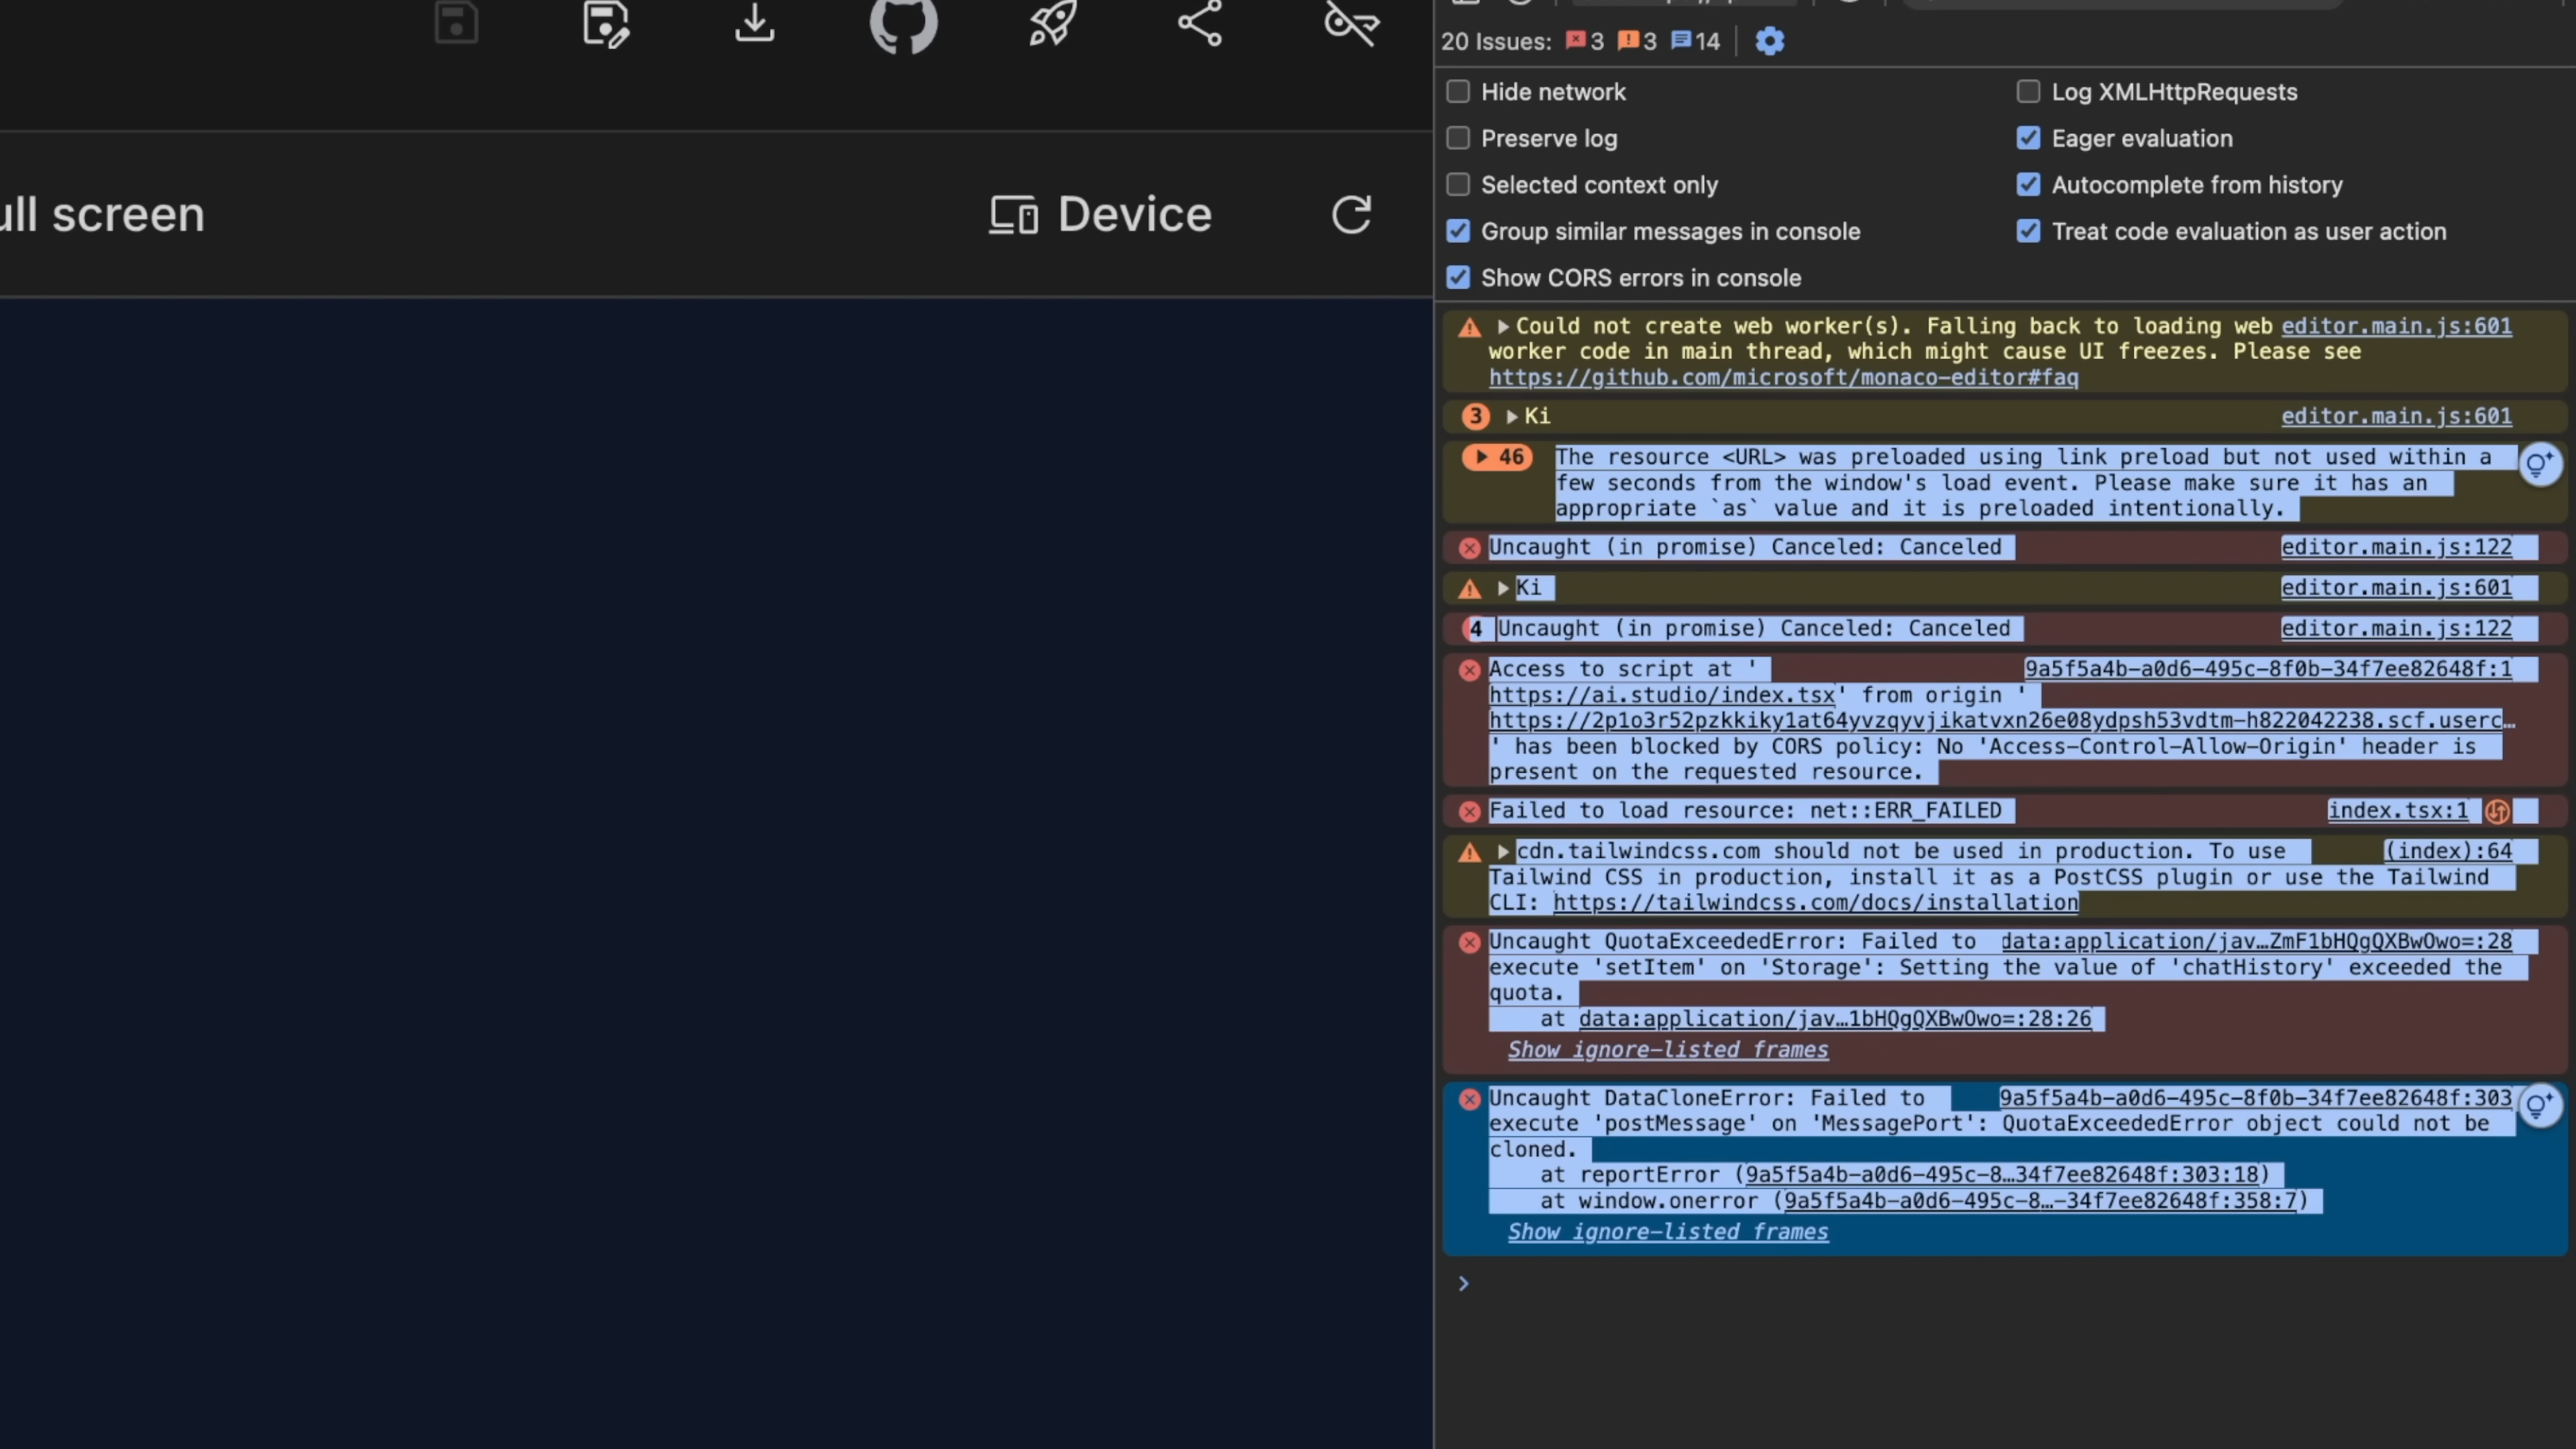 ull screen
Device
20 Issues: 3 3 14
Hide network
Log XMLHttpRequests
Preserve log
Eager evaluation
Selected context only
Autocomplete from history
Group similar messages in console
Treat code evaluation as user action
Show CORS errors in console
Could not create web worker(s). Falling back to loading web editor.main.js:601
worker code in main thread, which might cause UI freezes. Please see
https://github.com/microsoft/monaco-editor#faq
3 Ki editor.main.js:601
46 The resource <URL> was preloaded using link preload but not used within a
few seconds from the window's load event. Please make sure it has an
appropriate `as` value and it is preloaded intentionally.
Uncaught (in promise) Canceled: Canceled editor.main.js:122
Ki editor.main.js:601
4 Uncaught (in promise) Canceled: Canceled editor.main.js:122
Access to script at ' 9a5f5a4b-a0d6-495c-8f0b-34f7ee82648f:1
https://ai.studio/index.tsx' from origin '
https://2p1o3r52pzkkiky1at64yvzqyvjikatvxn26e08ydpsh53vdtm-h822042238.scf.userc…
' has been blocked by CORS policy: No 'Access-Control-Allow-Origin' header is
present on the requested resource.
Failed to load resource: net::ERR_FAILED index.tsx:1
cdn.tailwindcss.com should not be used in production. To use (index):64
Tailwind CSS in production, install it as a PostCSS plugin or use the Tailwind
CLI: https://tailwindcss.com/docs/installation
Uncaught QuotaExceededError: Failed to data:application/jav…ZmF1bHQgQXBwOwo=:28
execute 'setItem' on 'Storage': Setting the value of 'chatHistory' exceeded the
quota.
at data:application/jav…1bHQgQXBwOwo=:28:26
Show ignore-listed frames
Uncaught DataCloneError: Failed to 9a5f5a4b-a0d6-495c-8f0b-34f7ee82648f:303
execute 'postMessage' on 'MessagePort': QuotaExceededError object could not be
cloned.
at reportError (9a5f5a4b-a0d6-495c-8…34f7ee82648f:303:18)
at window.onerror (9a5f5a4b-a0d6-495c-8…-34f7ee82648f:358:7)
Show ignore-listed frames